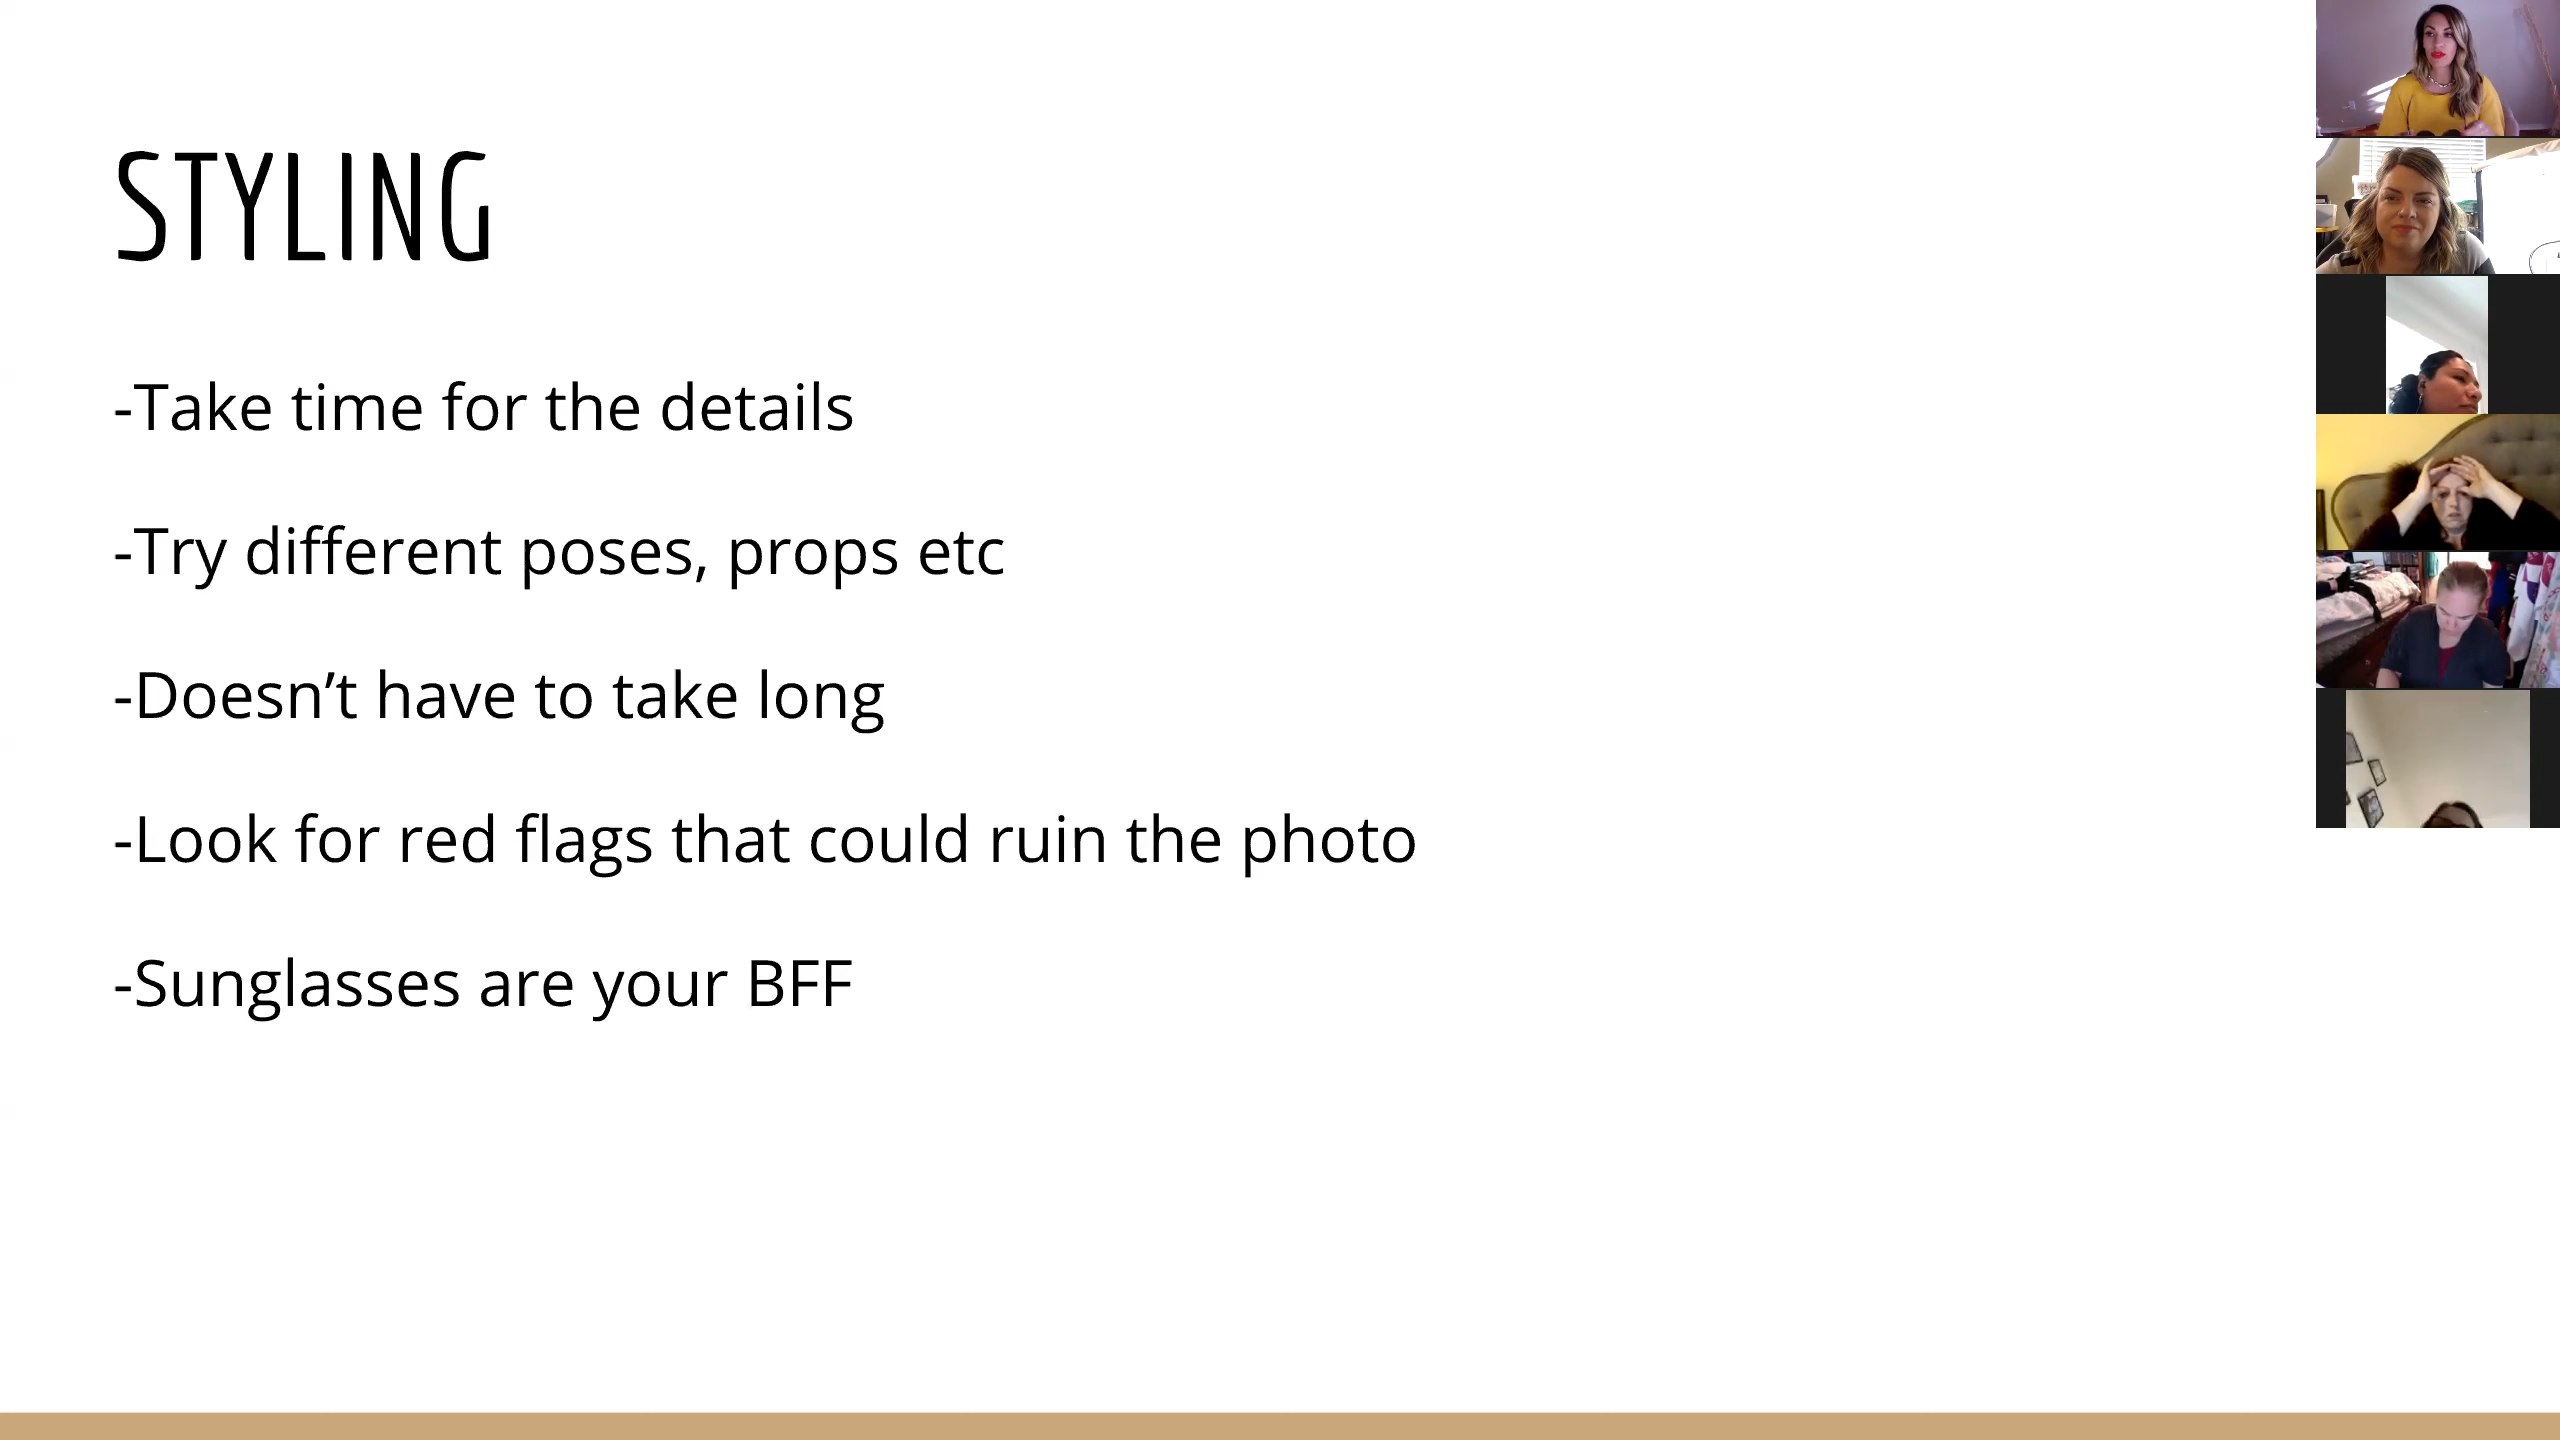 STYLING
-Take time for the details
-Try different poses, props etc
-Doesn’t have to take long
-Look for red flags that could ruin the photo
-Sunglasses are your BFF